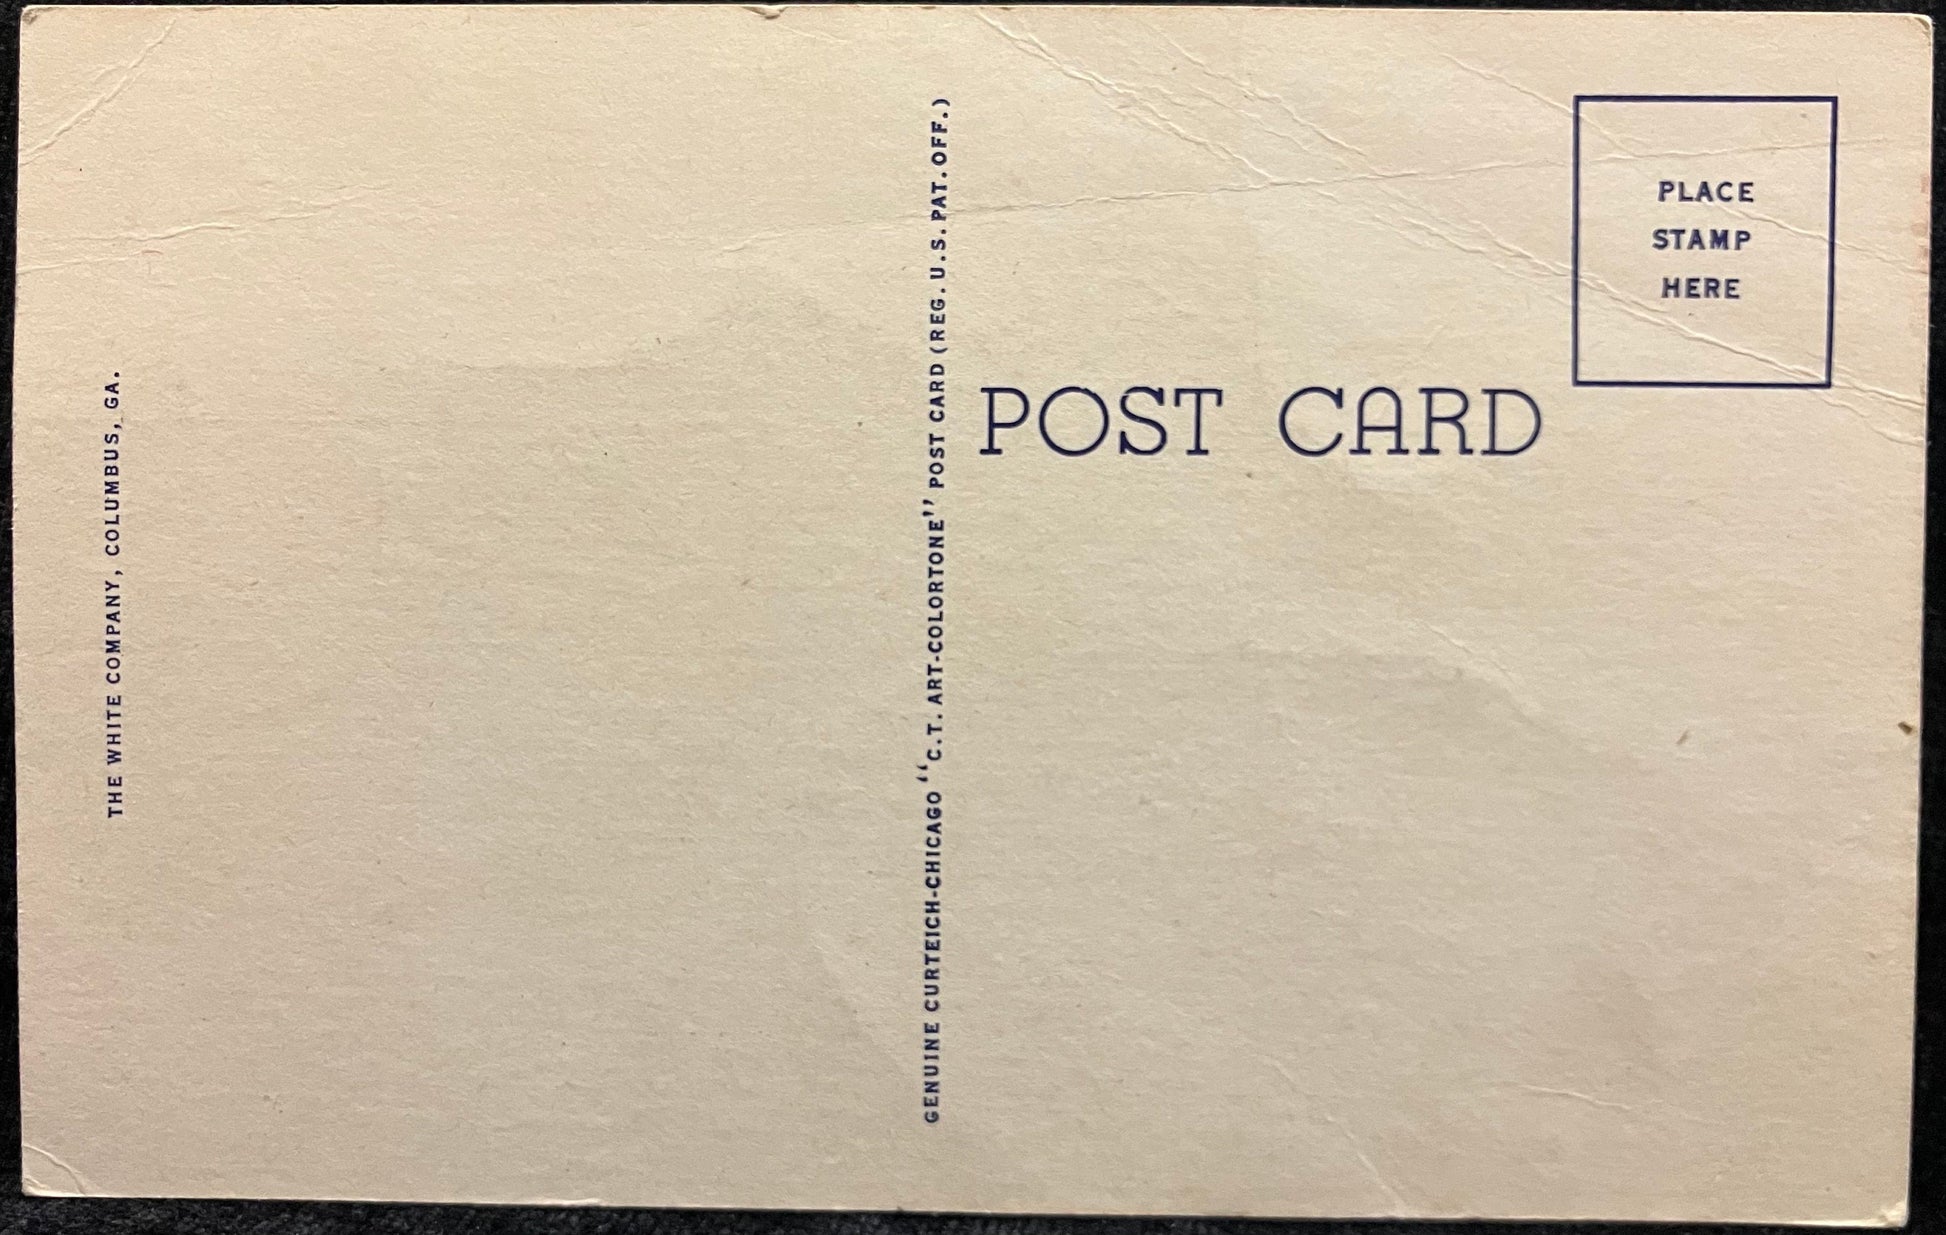 THE WHITE COMPANY, COLUMBUS, GA.
GENUINE CURTEICH-CHICAGO "C.T. ART-COLORTONE" POST CARD (REG. U.S. PAT. OFF.)
POST CARD
PLACE
STAMP
HERE